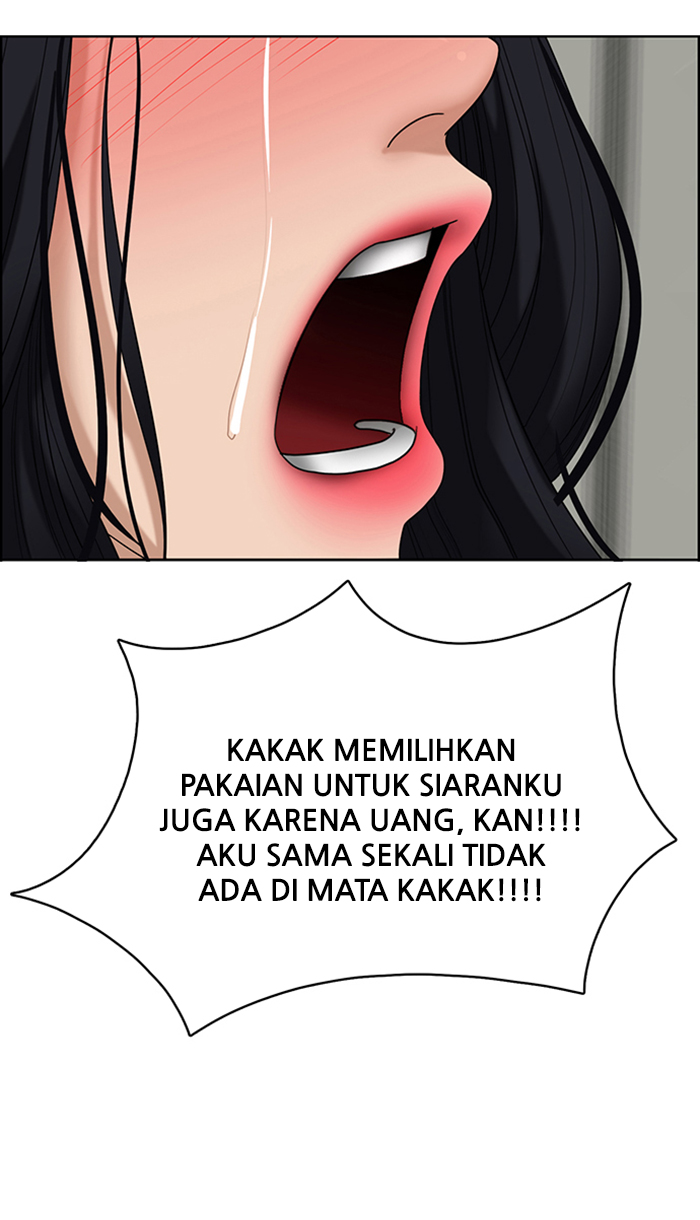 KAKAK MEMILIHKAN
PAKAIAN UNTUK SIARANKU
JUGA KARENA UANG, KAN!!!!
AKU SAMA SEKALI TIDAK
ADA DI MATA KAKAK!!!!